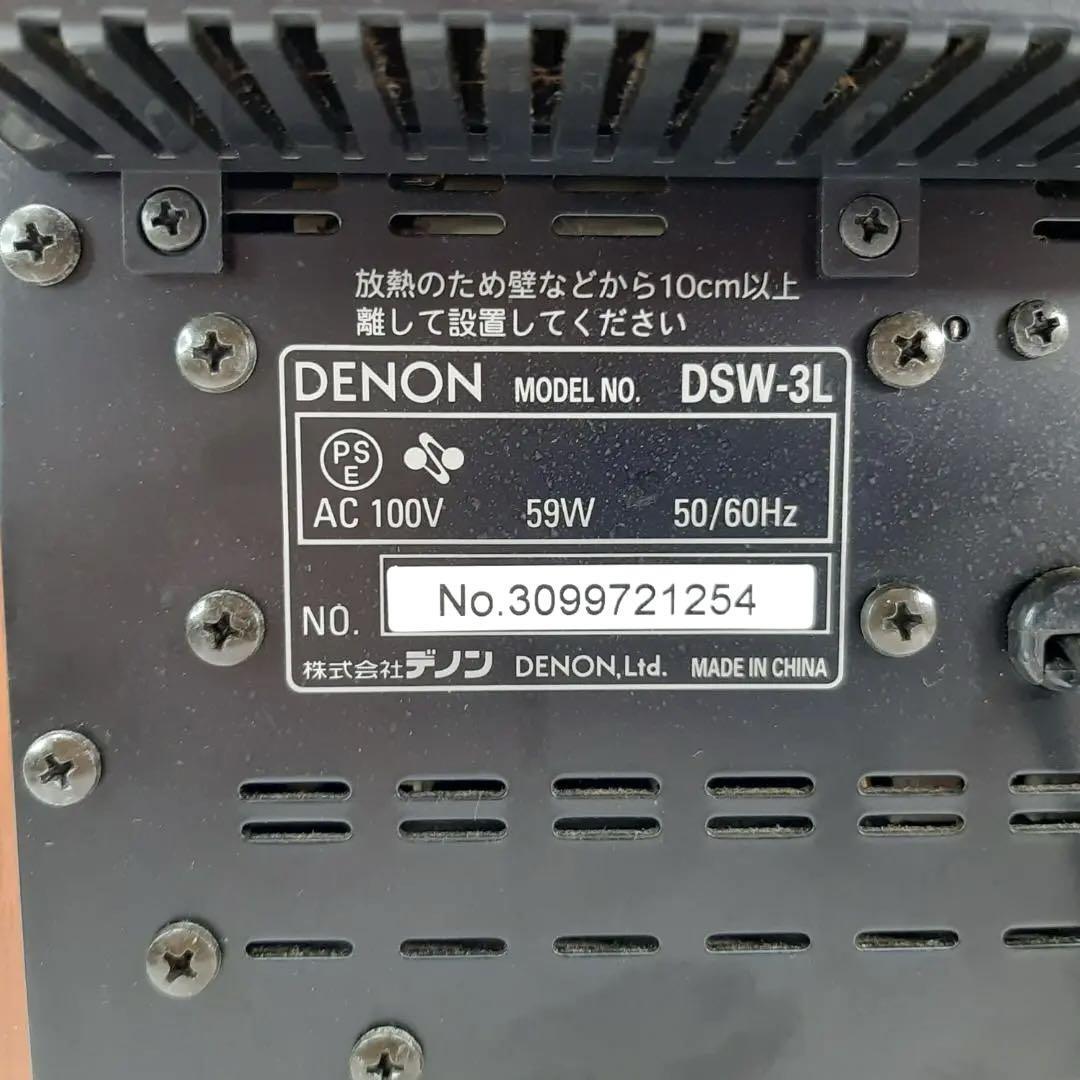 放熱のため壁などから10cm以上
離して設置してください
DENON MODEL NO. DSW-3L
PS
E
AC 100V 59W 50/60Hz
NO. No.3099721254
株式会社デノン DENON,Ltd. MADE IN CHINA